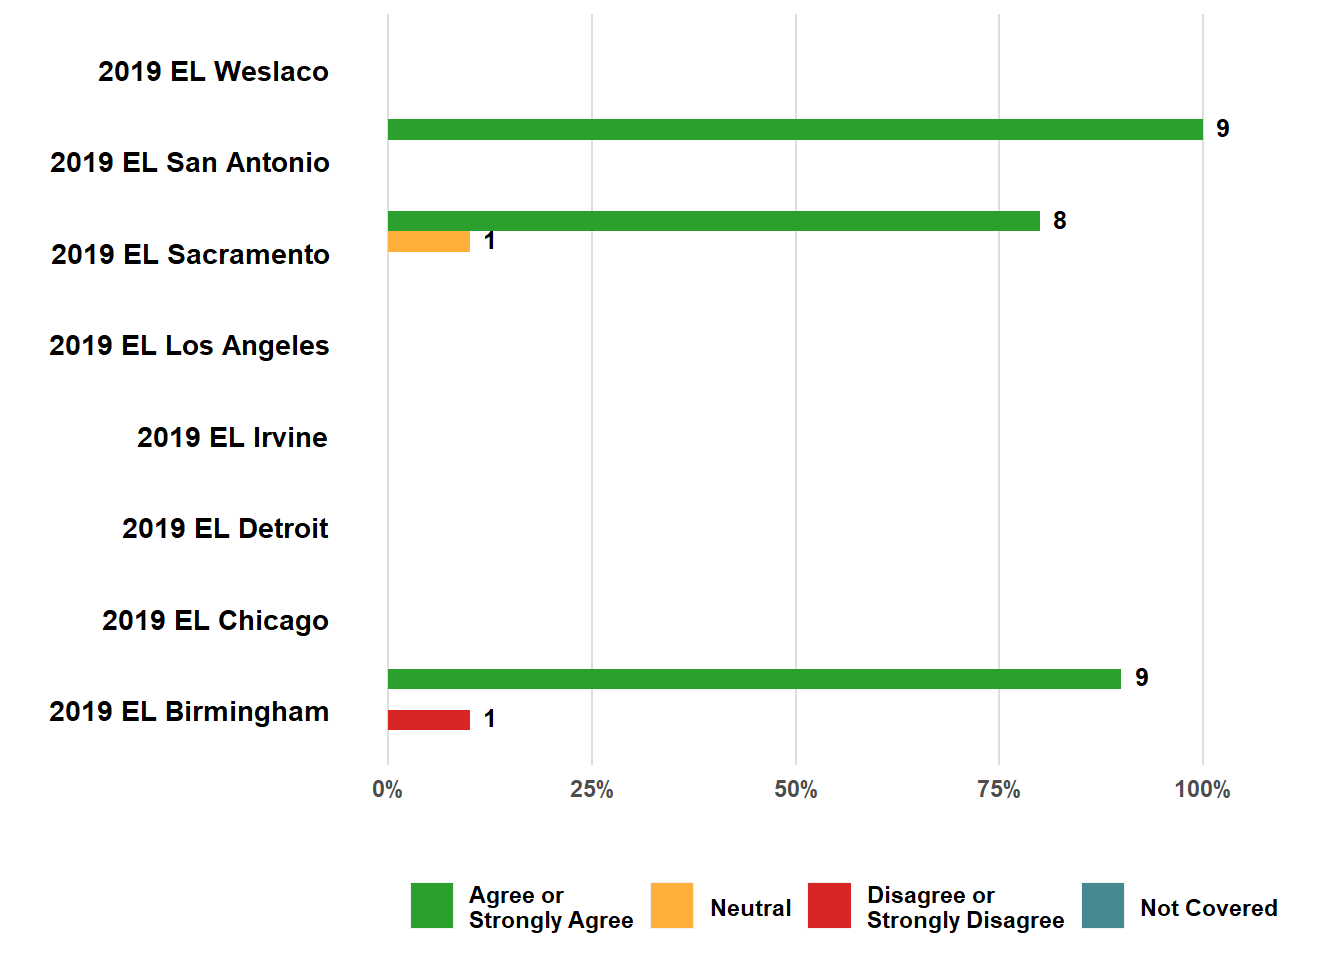 2019 EL Weslaco
9
2019 EL San Antonio
8
1
2019 EL Sacramento
2019 EL Los Angeles
2019 EL Irvine
2019 EL Detroit
2019 EL Chicago
9
2019 EL Birmingham
1
0%
25%
50%
75%
100%
Agree or
Strongly Agree
Neutral
Disagree or
Strongly Disagree
Not Covered